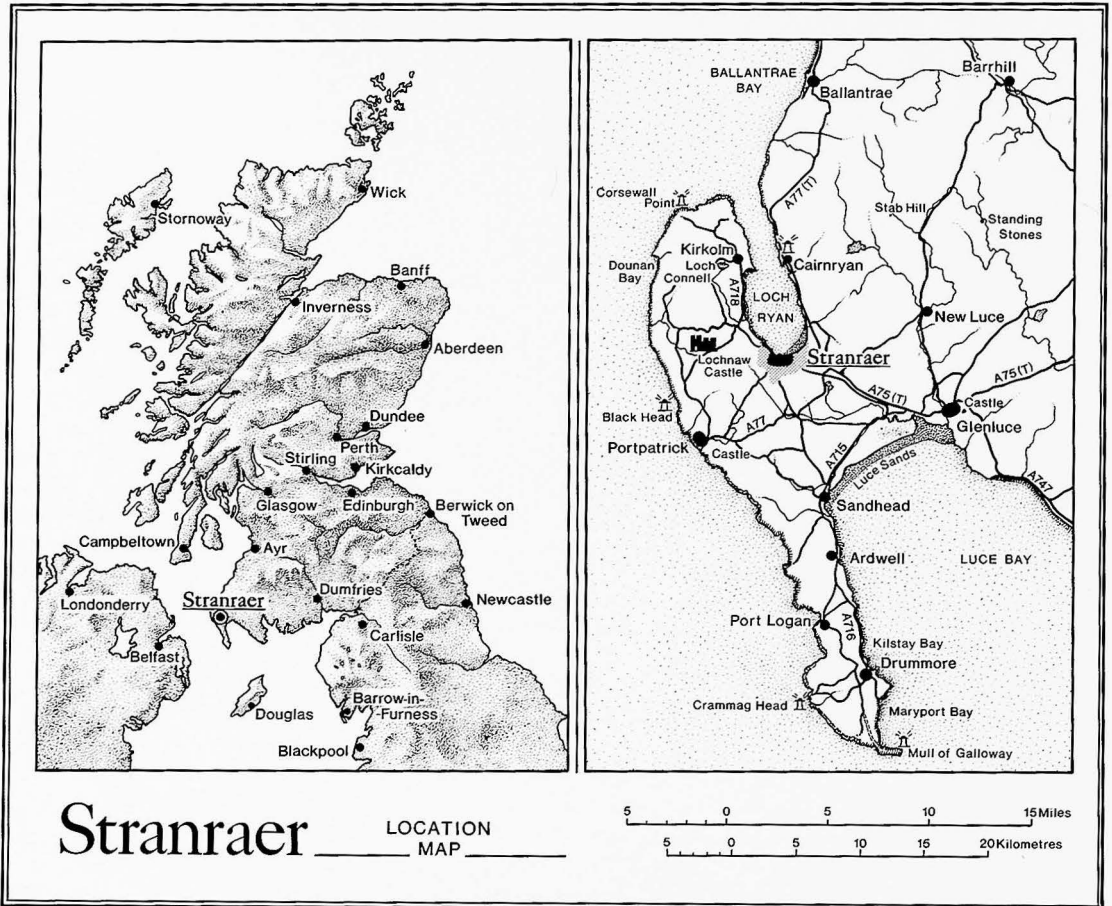 Wick
Stornoway
Banff
Inverness
Aberdeen
Dundee
Perth
Stirling
Kirkcaldy
Glasgow
Edinburgh
Berwick on
Tweed
Campbeltown
Ayr
Londonderry
Stranraer
Dumfries
Newcastle
Carlisle
Belfast
Douglas
Barrow-in-
-Furness
Blackpool
BALLANTRAE
BAY
Ballantrae
Barrhill
A77(T)
Corsewall
Point
Stab Hill
Standing
Stones
Kirkolm
Cairnryan
Dounan
Bay
Loch
Connell
A718
LOCH
RYAN
New Luce
Lochnaw
Castle
Stranraer
A75(T)
A75(T)
Black Head
Castle
Glenluce
Portpatrick
A77
Castle
A715
Luce Sands
A747
Sandhead
Ardwell
LUCE BAY
Port Logan
A716
Kilstay Bay
Drummore
Crammag Head
Maryport Bay
Mull of Galloway
Stranraer
LOCATION
MAP
5 0 5 10 15 Miles
5 0 5 10 15 20 Kilometres